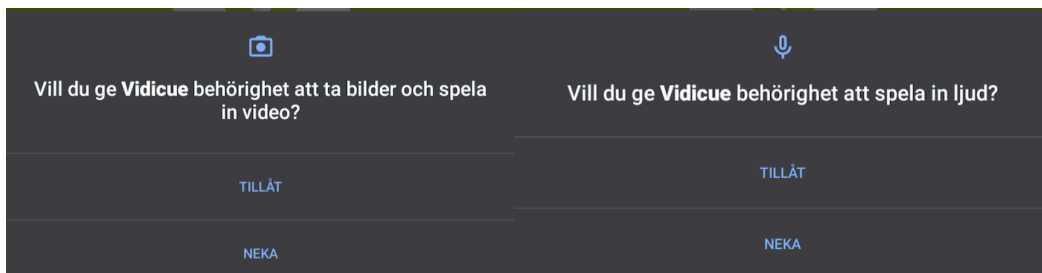 Vill du ge Vidicue behörighet att ta bilder och spela
in video?
TILLÅT
NEKA
Vill du ge Vidicue behörighet att spela in ljud?
TILLÅT
NEKA